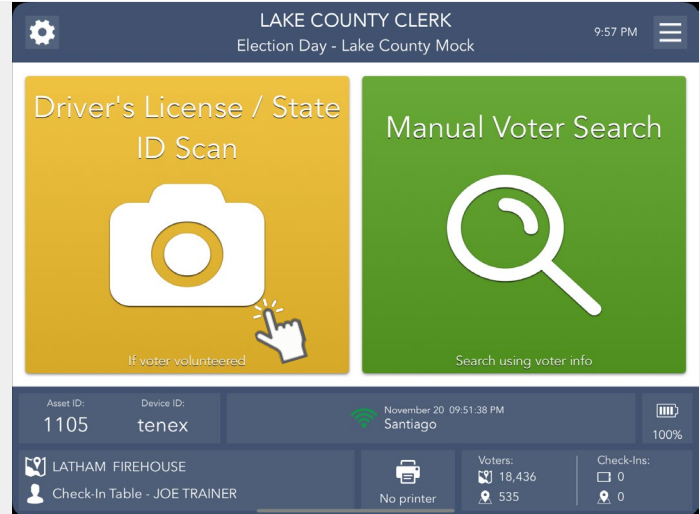 LAKE COUNTY CLERK
Election Day - Lake County Mock
9:57 PM
Driver's License / State
ID Scan
If voter volunteered
Manual Voter Search
Search using voter info
Asset ID:
1105
Device ID:
tenex
November 20 09:51:38 PM
Santiago
100%
LATHAM FIREHOUSE
Check-In Table - JOE TRAINER
No printer
Voters:
18,436
535
Check-Ins:
0
0